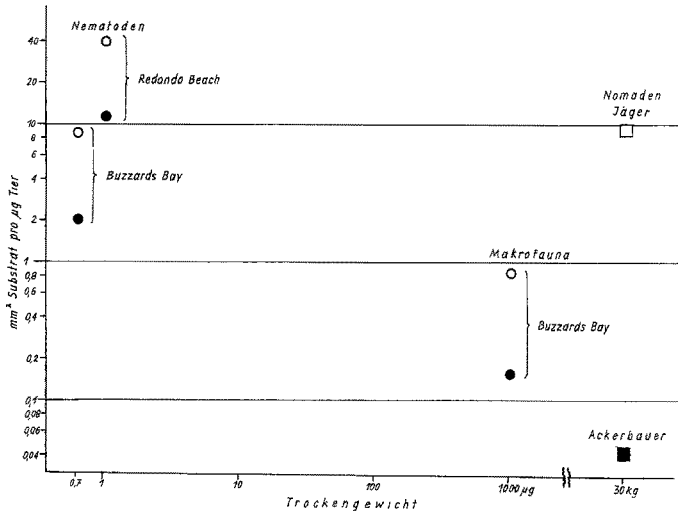 Nematoden
40
20
10
8
6
4
2
1
0,8
0,6
0,4
0,2
0,1
0,08
0,06
0,04
mm² Substrat pro µg Tier
Redondo Beach
Nomaden
Jäger
Buzzards Bay
Makrofauna
Buzzards Bay
Ackerbauer
0,7
1
10
100
1000 µg
30 kg
Trockengewicht